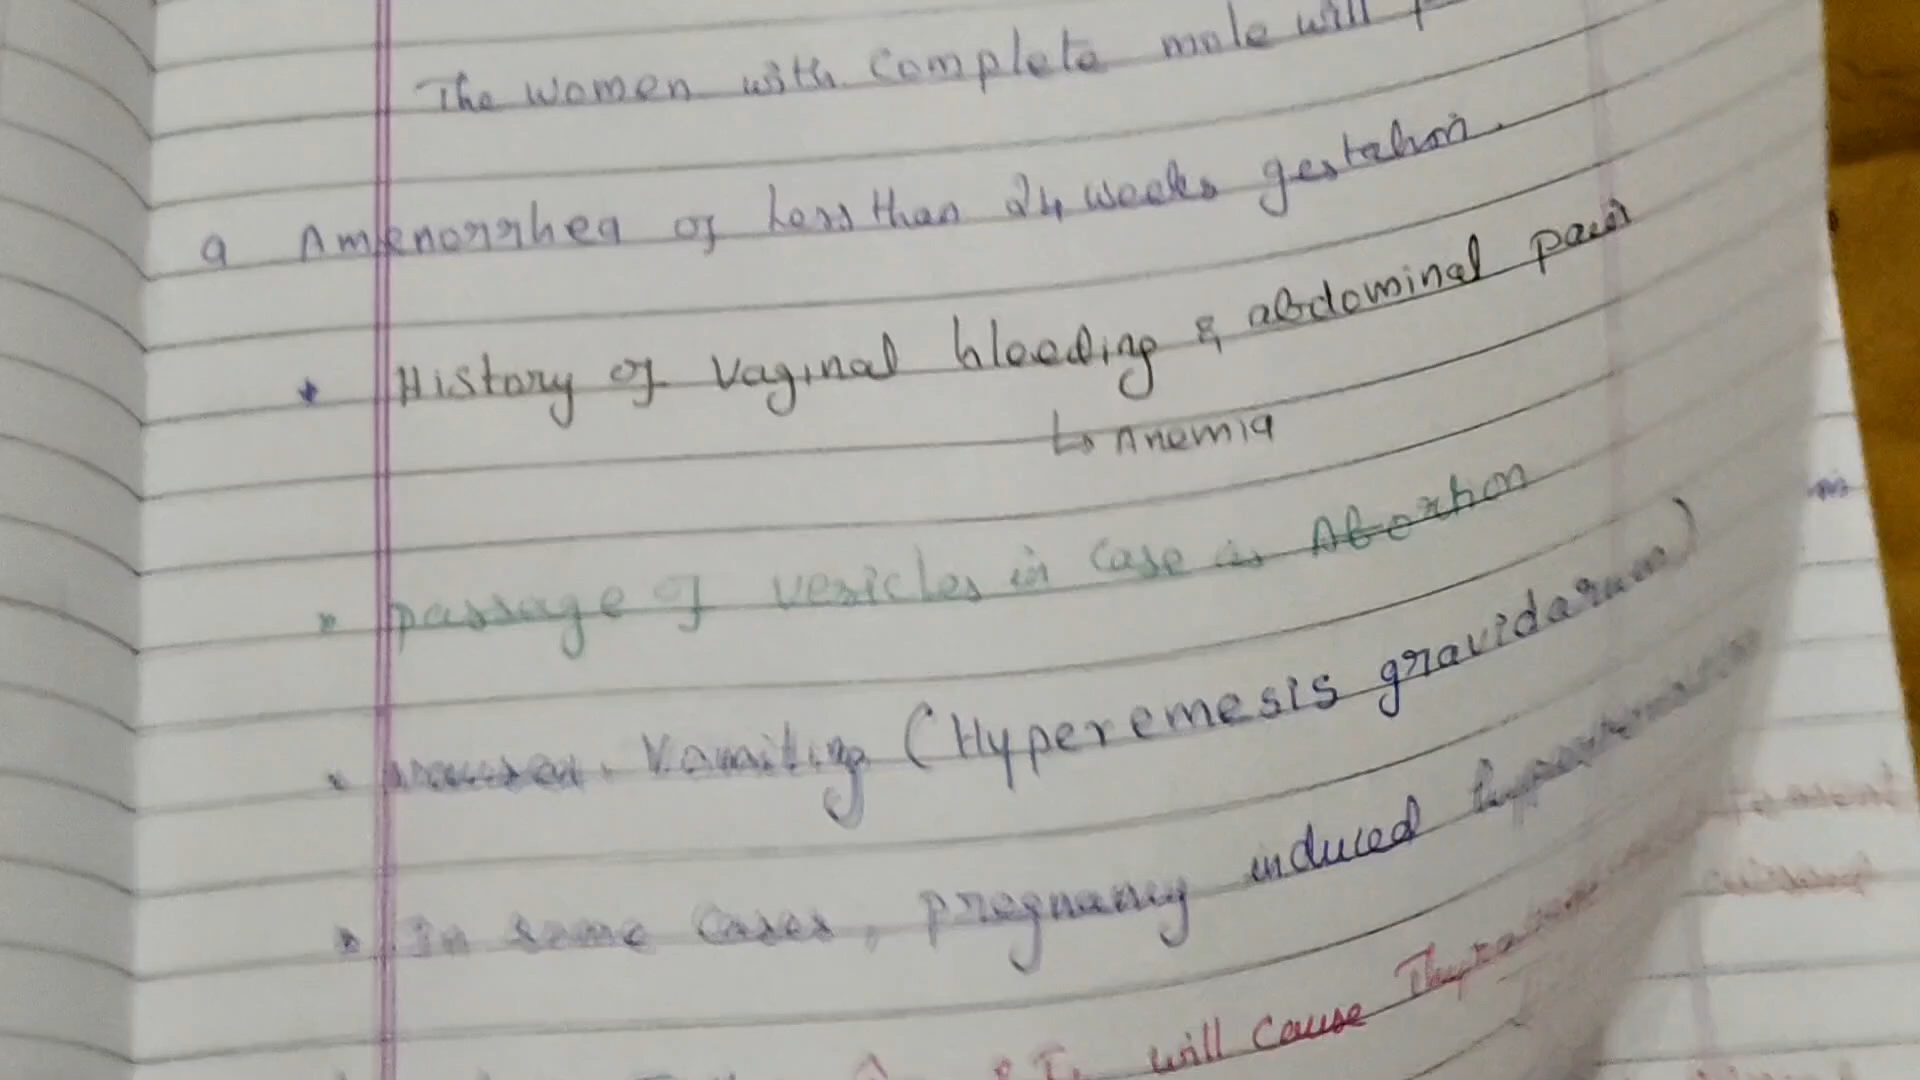 The women with complete mole will
a Amenorrhea of Less than 24 weeks gestation.
* History of Vaginal bleeding & abdominal pain
↳ Anemia
* passage of vesicles in case is Abortion
* Vomiting (Hyperemesis gravidarum)
* In some cases, pregnancy induced
will cause